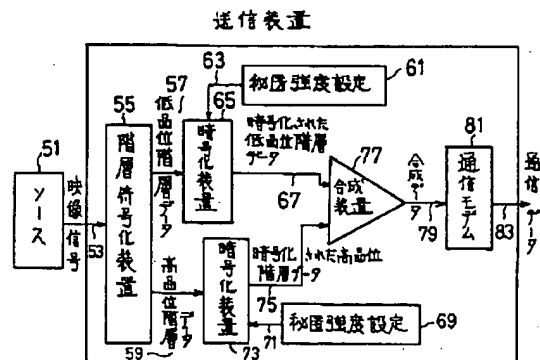 送信装置
51
ソース
映像信号
53
55
階層符号化装置
57
低品位階層データ
63
65
暗号化装置
秘匿強度設定
61
暗号化された
低品位階層
データ
67
77
合成装置
合成データ
79
81
通信モデム
83
通信データ
高品位階層データ
59
暗号化装置
73
暗号化された高品位
階層データ
75
71
秘匿強度設定
69